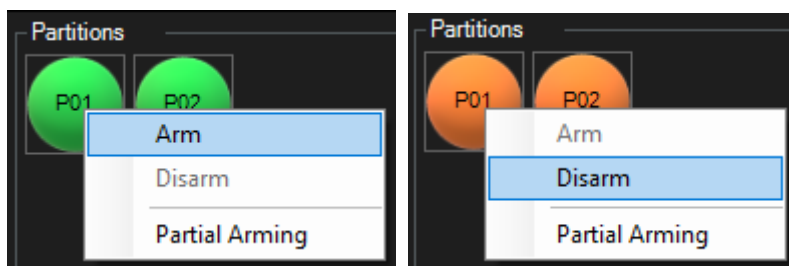 Partitions
P01 P02
Arm
Disarm
Partial Arming
Partitions
P01 P02
Arm
Disarm
Partial Arming